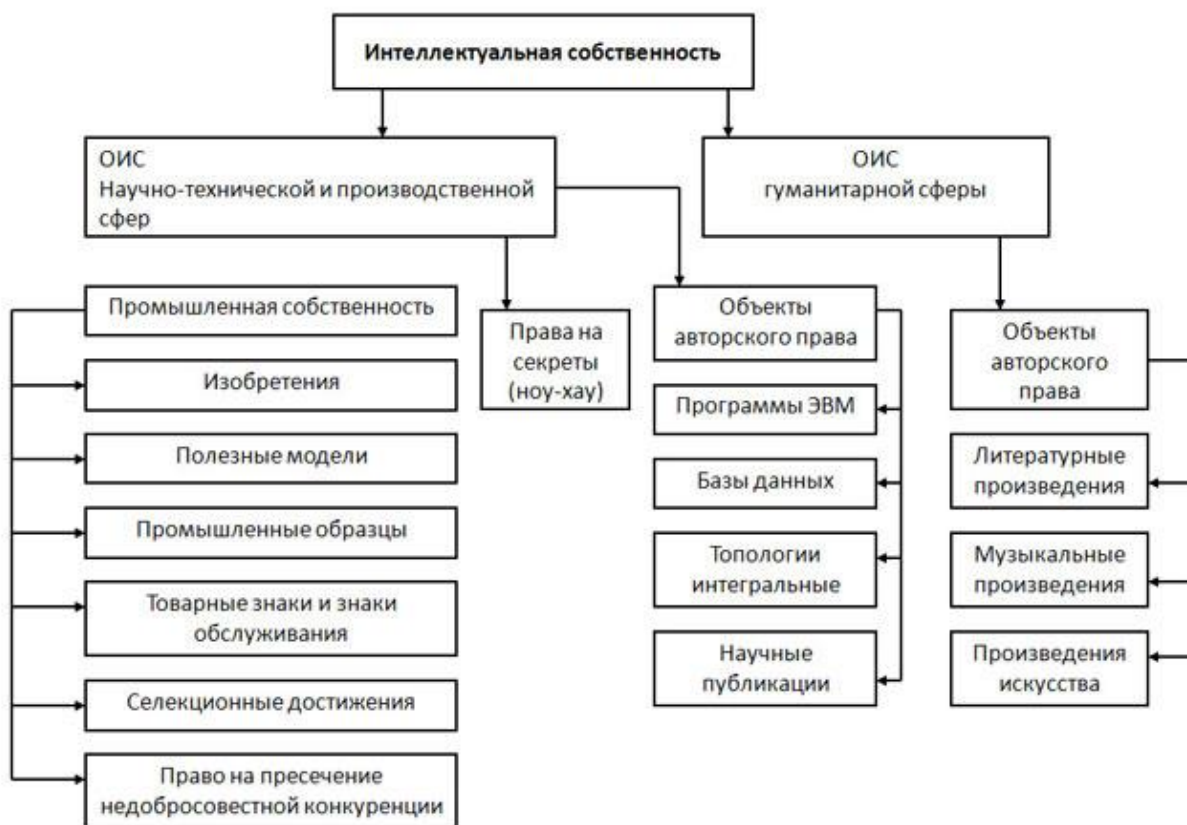 Интеллектуальная собственность
ОИС
Научно-технической и производственной
сфер
ОИС
гуманитарной сферы
Промышленная собственность
Изобретения
Полезные модели
Промышленные образцы
Товарные знаки и знаки
обслуживания
Селекционные достижения
Право на пресечение
недобросовестной конкуренции
Права на
секреты
(ноу-хау)
Объекты
авторского права
Программы ЭВМ
Базы данных
Топологии
интегральные
Научные
публикации
Объекты
авторского
права
Литературные
произведения
Музыкальные
произведения
Произведения
искусства